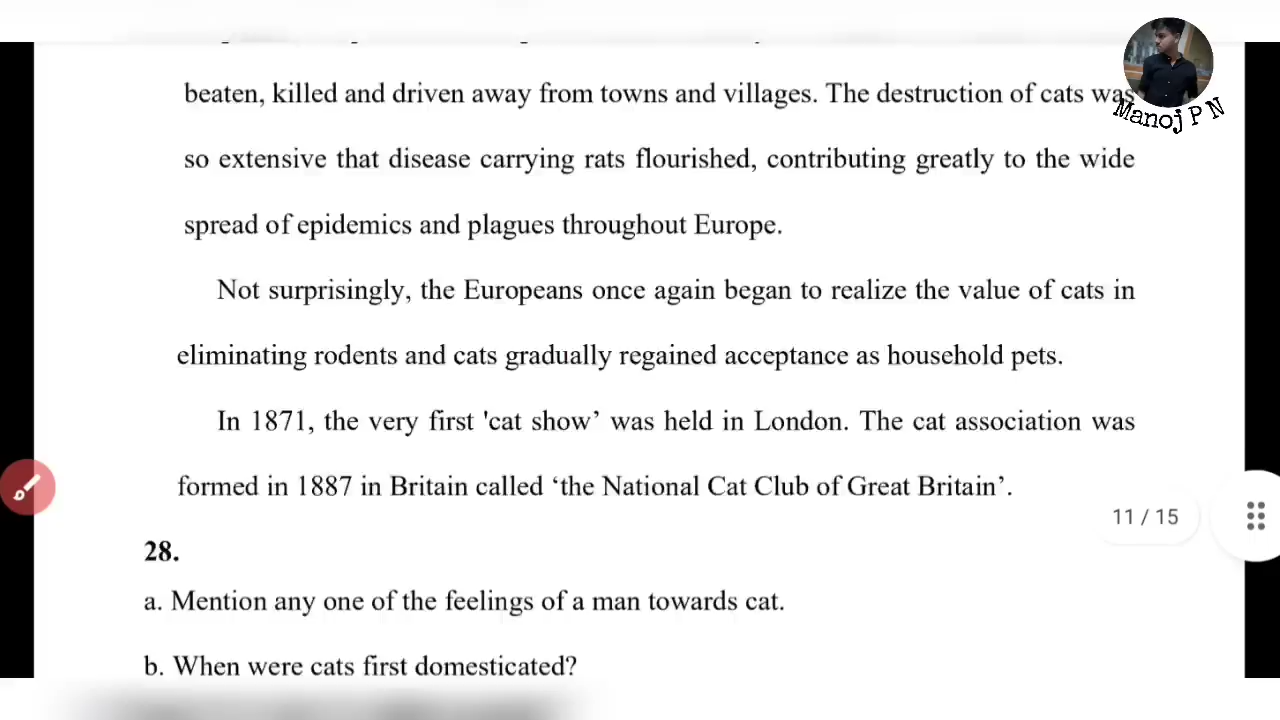 beaten, killed and driven away from towns and villages. The destruction of cats was
so extensive that disease carrying rats flourished, contributing greatly to the wide
spread of epidemics and plagues throughout Europe.
Not surprisingly, the Europeans once again began to realize the value of cats in
eliminating rodents and cats gradually regained acceptance as household pets.
In 1871, the very first 'cat show’ was held in London. The cat association was
formed in 1887 in Britain called ‘the National Cat Club of Great Britain’.
28.
a. Mention any one of the feelings of a man towards cat.
b. When were cats first domesticated?
Manoj P N
11 / 15